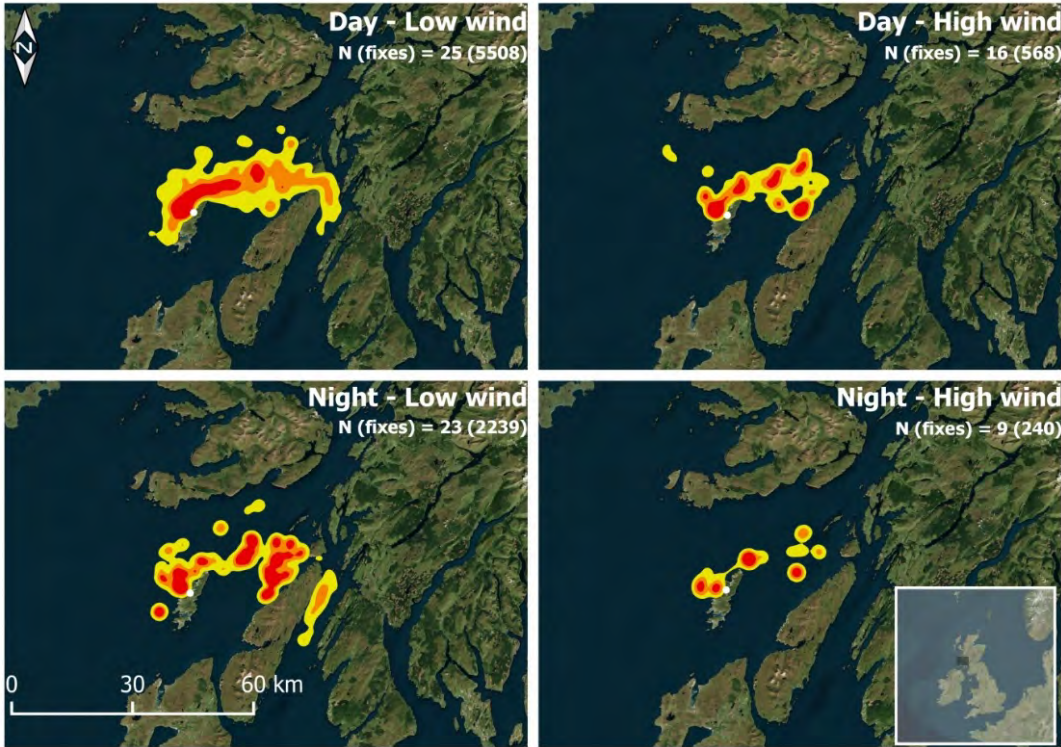 Day - Low wind
N (fixes) = 25 (5508)
N
Day - High wind
N (fixes) = 16 (568)
Night - Low wind
N (fixes) = 23 (2239)
Night - High wind
N (fixes) = 9 (240)
0 30 60 km